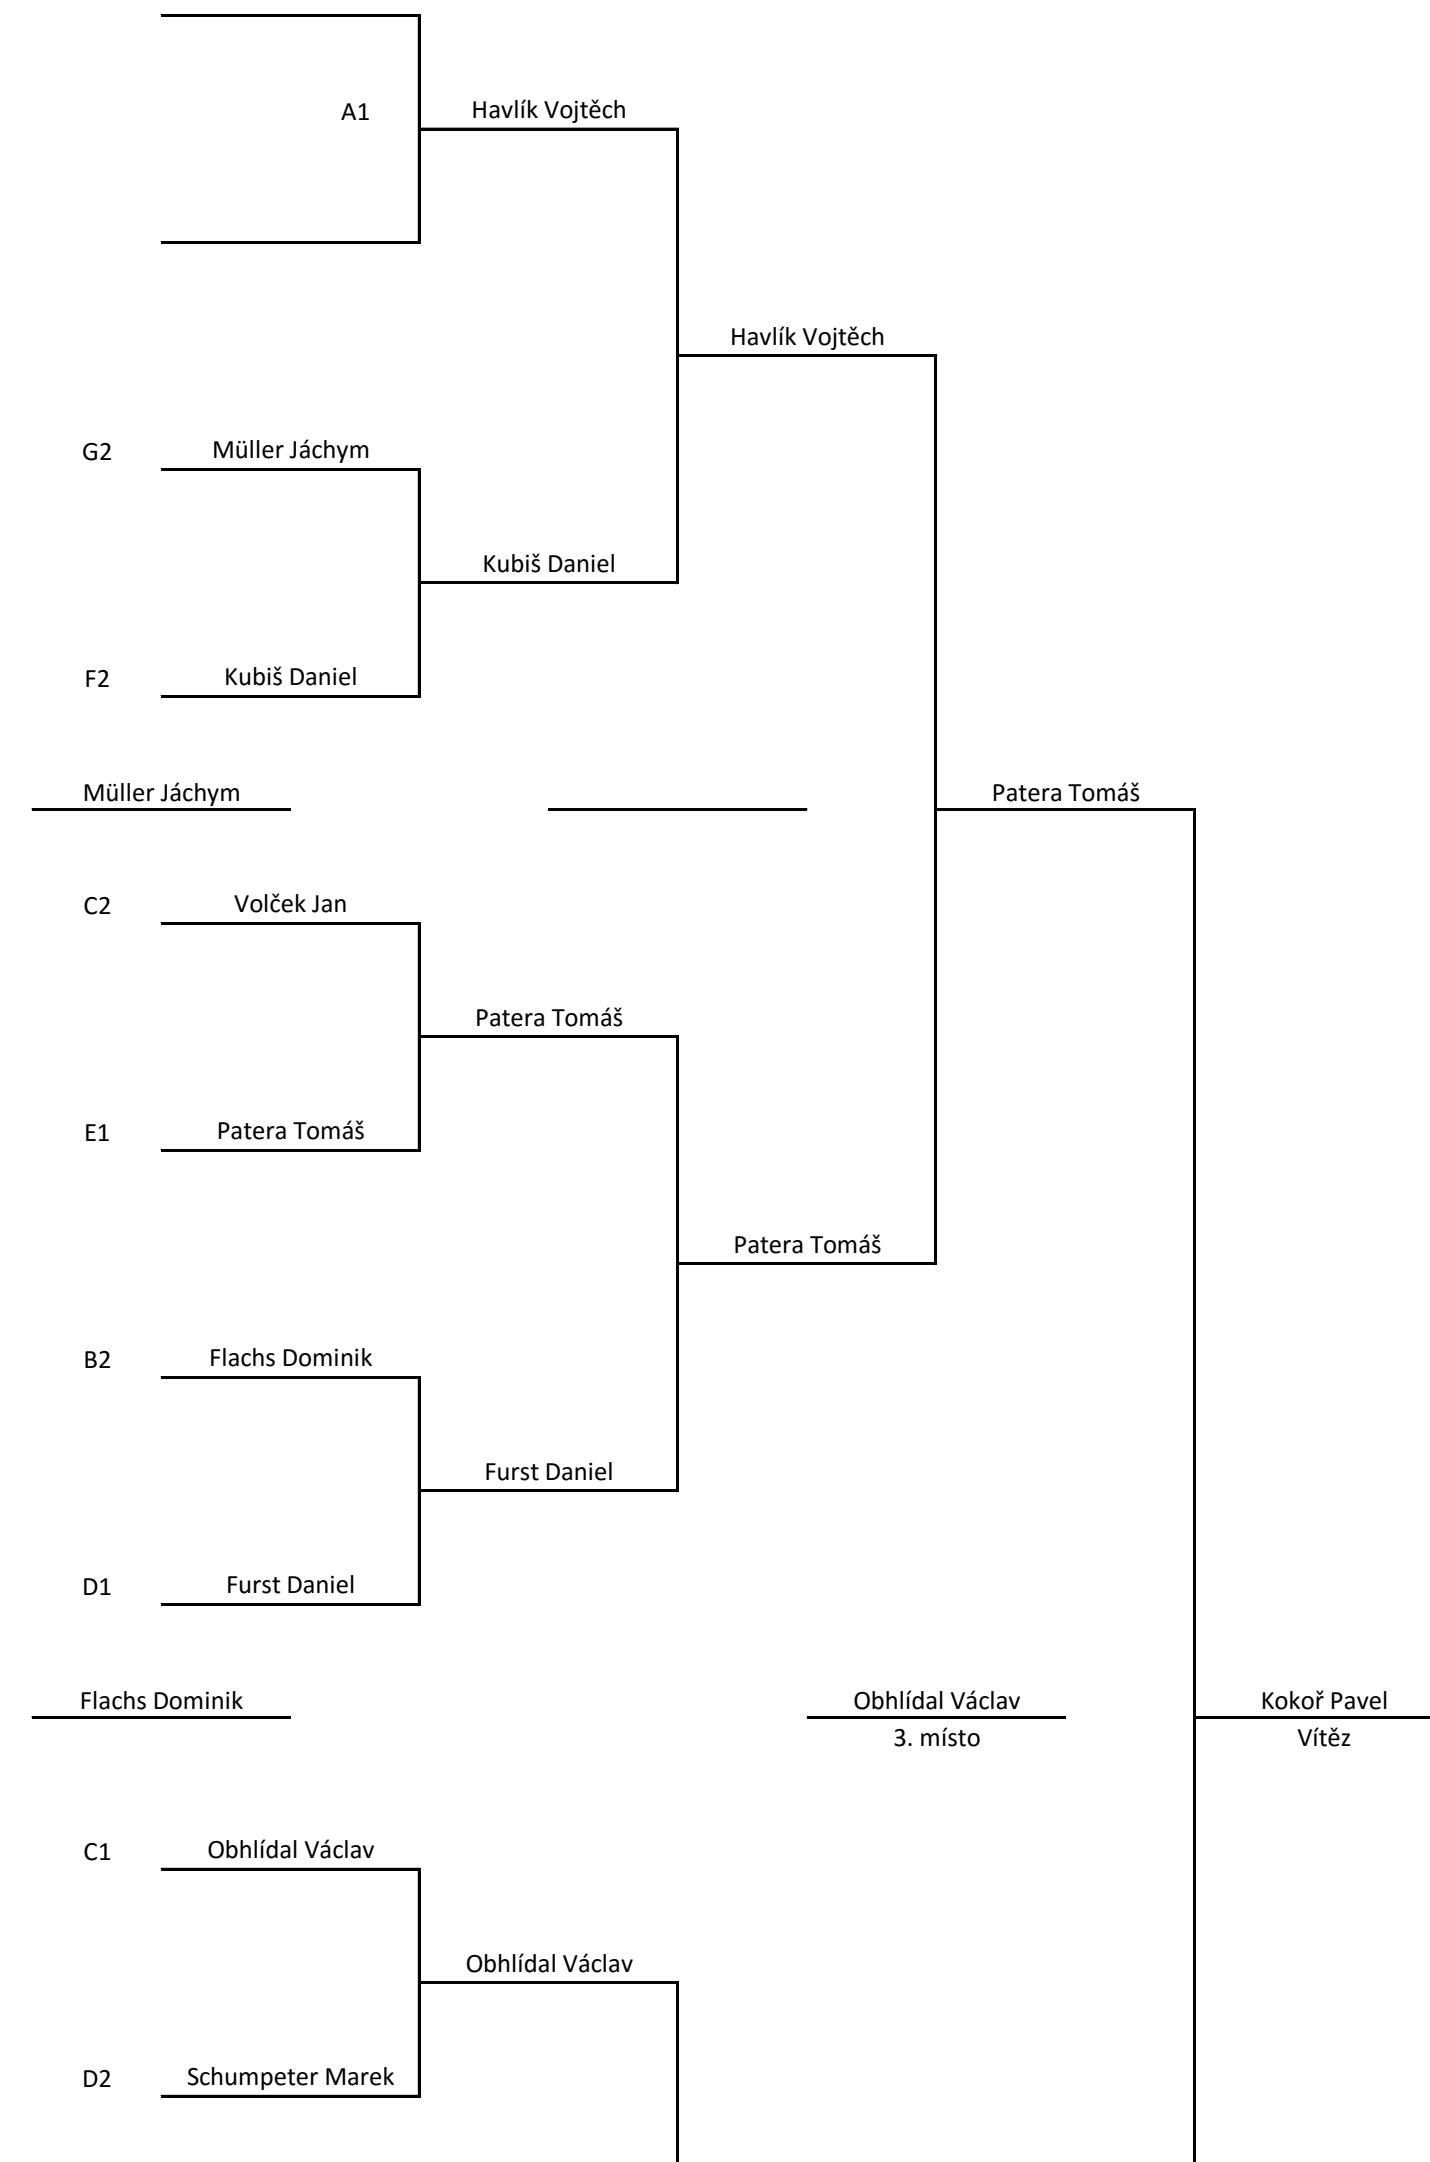 A1 Havlík Vojtěch
Havlík Vojtěch
G2 Müller Jáchym
Kubiš Daniel
F2 Kubiš Daniel
Müller Jáchym Patera Tomáš
C2 Volček Jan
Patera Tomáš
E1 Patera Tomáš
Patera Tomáš
B2 Flachs Dominik
Furst Daniel
D1 Furst Daniel
Flachs Dominik Obhlídal Václav Kokoř Pavel
3. místo Vítěz
C1 Obhlídal Václav
Obhlídal Václav
D2 Schumpeter Marek